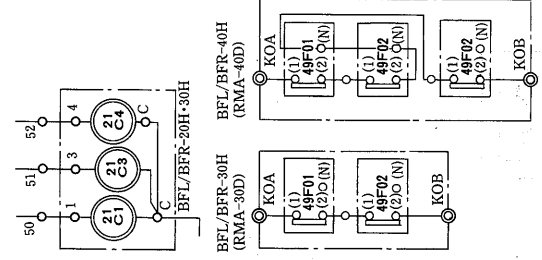 50
51
52
1
3
4
21
C1
21
C3
21
C4
C
C
BFL/BFR-20H・30H
BFL/BFR-30H
(RMA-30D)
KOA
(1)
49F01
(2)
(N)
(1)
49F02
(2)
(N)
KOB
BFL/BFR-40H
(RMA-40D)
KOA
(1)
49F01
(2)
(N)
(1)
49F02
(2)
(N)
(1)
49F02
(2)
(N)
KOB